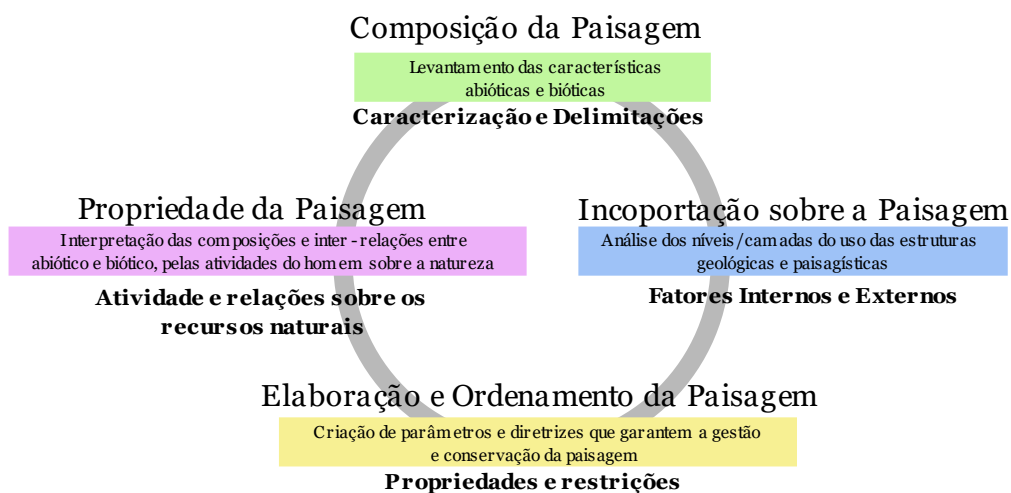 Composição da Paisagem
Levantamento das características
abióticas e bióticas
Caracterização e Delimitações
Propriedade da Paisagem
Interpretação das composições e inter-relações entre
abiótico e biótico, pelas atividades do homem sobre a natureza
Atividade e relações sobre os
recursos naturais
Incoportação sobre a Paisagem
Análise dos níveis/camadas do uso das estruturas
geológicas e paisagísticas
Fatores Internos e Externos
Elaboração e Ordenamento da Paisagem
Criação de parâmetros e diretrizes que garantem a gestão
e conservação da paisagem
Propriedades e restrições